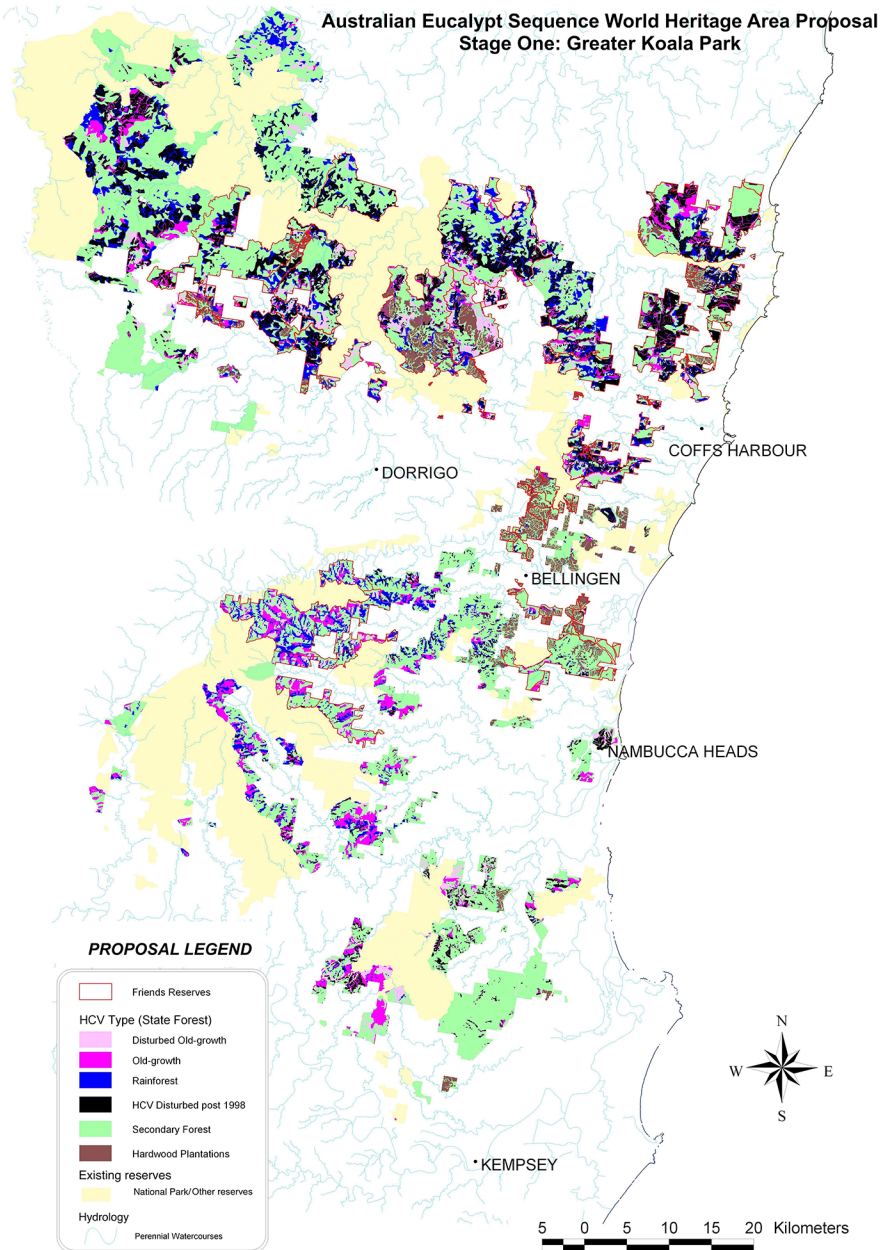 Australian Eucalypt Sequence World Heritage Area Proposal
Stage One: Greater Koala Park
COFFS HARBOUR
DORRIGO
BELLINGEN
NAMBUCCA HEADS
PROPOSAL LEGEND
Friends Reserves
HCV Type (State Forest)
Disturbed Old-growth
Old-growth
Rainforest
HCV Disturbed post 1998
Secondary Forest
Hardwood Plantations
Existing reserves
National Park/Other reserves
Hydrology
Perennial Watercourses
N
W E
S
KEMPSEY
5 0 5 10 15 20 Kilometers